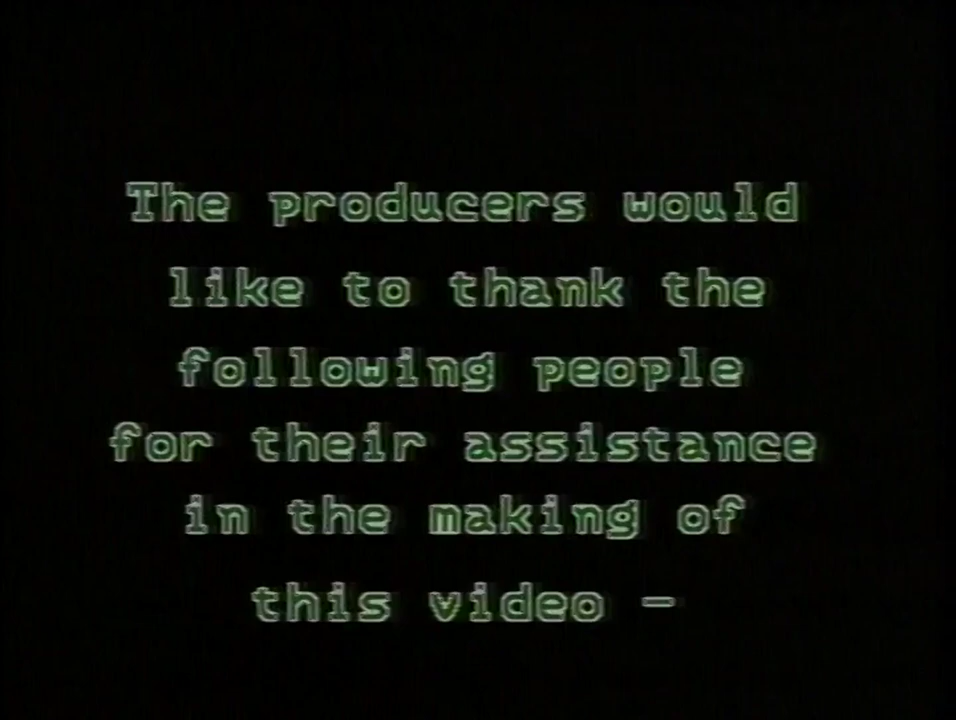 The producers would
like to thank the
following people
for their assistance
in the making of
this video -